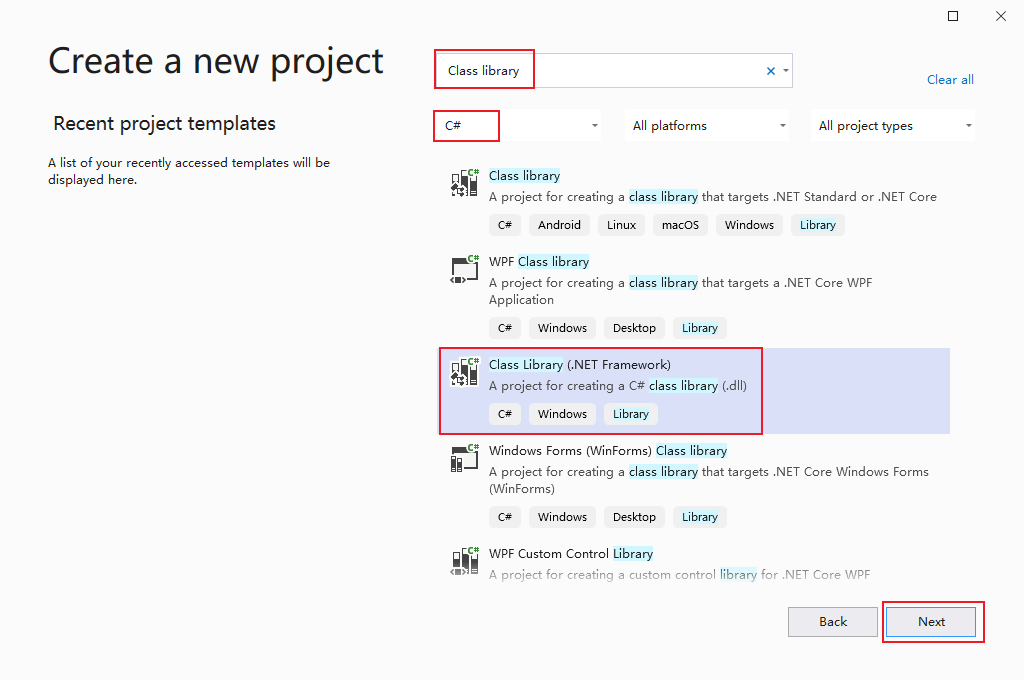 Create a new project
Recent project templates
A list of your recently accessed templates will be
displayed here.
Class library
Clear all
C#
All platforms
All project types
C#
Class library
A project for creating a class library that targets .NET Standard or .NET Core
C# Android Linux macOS Windows Library
C#
WPF Class library
A project for creating a class library that targets a .NET Core WPF
Application
C# Windows Desktop Library
C#
Class Library (.NET Framework)
A project for creating a C# class library (.dll)
C# Windows Library
C#
Windows Forms (WinForms) Class library
A project for creating a class library that targets .NET Core Windows Forms
(WinForms)
C# Windows Desktop Library
C#
WPF Custom Control Library
A project for creating a custom control library for .NET Core WPF
Back
Next